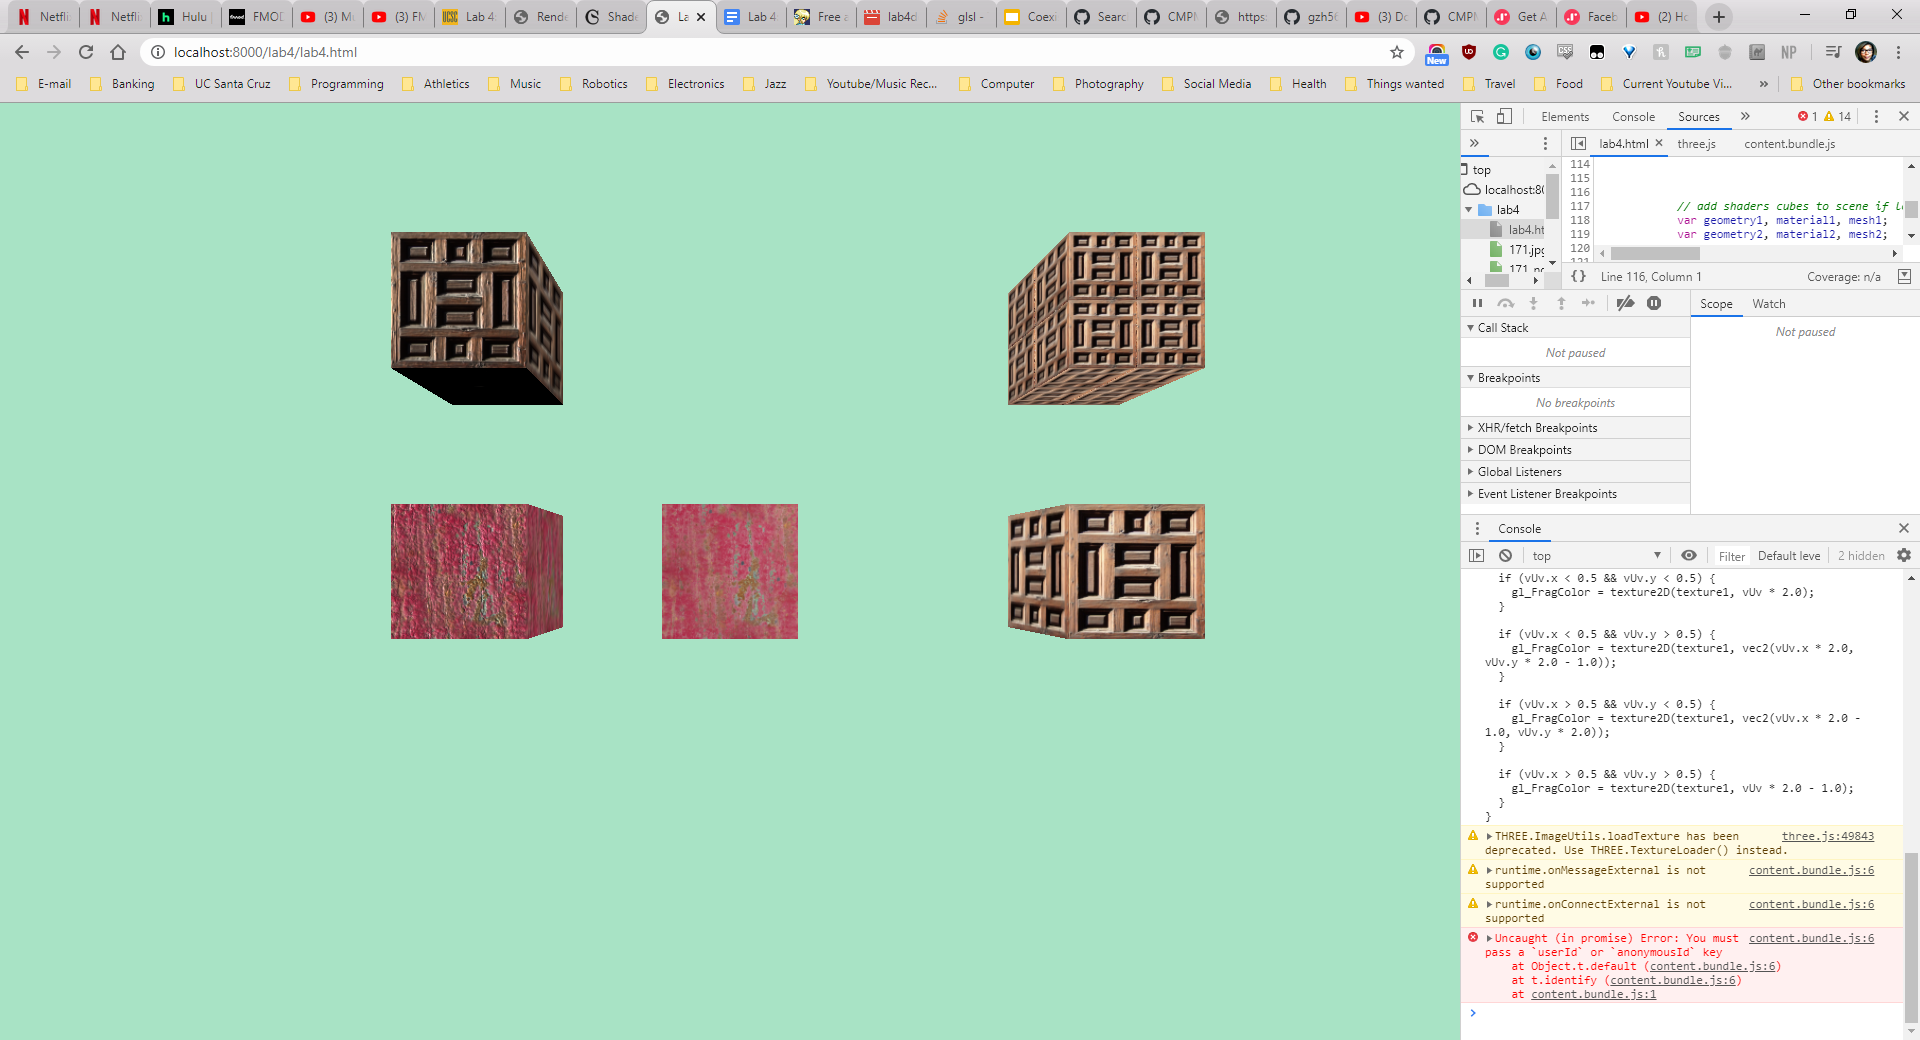 Netfli
Netfli
Hulu
FMOD
(3) M
(3) FM
Lab 4
Rende
Shade
La
Lab 4
Free a
lab4d
glsl -
Coexi
Searc
CMPM
https:
gzh56
(3) Do
CMPM
Get A
Faceb
(2) Ho
localhost:8000/lab4/lab4.html
New
NP
E-mail
Banking
UC Santa Cruz
Programming
Athletics
Music
Robotics
Electronics
Jazz
Youtube/Music Rec...
Computer
Photography
Social Media
Health
Things wanted
Travel
Food
Current Youtube Vi...
»
Other bookmarks
Elements
Console
Sources
»
1
14
»
lab4.html
three.js
content.bundle.js
top
localhost:80
lab4
lab4.ht
171.jpg
114
115
116
117 // add shaders cubes to scene if
118 var geometry1, material1, mesh1;
119 var geometry2, material2, mesh2;
120
{} Line 116, Column 1
Coverage: n/a
Scope
Watch
Call Stack
Not paused
Not paused
Breakpoints
No breakpoints
XHR/fetch Breakpoints
DOM Breakpoints
Global Listeners
Event Listener Breakpoints
Console
top
Filter
Default leve
2 hidden
if (vUv.x < 0.5 && vUv.y < 0.5) {
gl_FragColor = texture2D(texture1, vUv * 2.0);
}
if (vUv.x < 0.5 && vUv.y > 0.5) {
gl_FragColor = texture2D(texture1, vec2(vUv.x * 2.0,
vUv.y * 2.0 - 1.0));
}
if (vUv.x > 0.5 && vUv.y < 0.5) {
gl_FragColor = texture2D(texture1, vec2(vUv.x * 2.0 -
1.0, vUv.y * 2.0));
}
if (vUv.x > 0.5 && vUv.y > 0.5) {
gl_FragColor = texture2D(texture1, vUv * 2.0 - 1.0);
}
}
THREE.ImageUtils.loadTexture has been three.js:49843
deprecated. Use THREE.TextureLoader() instead.
runtime.onMessageExternal is not content.bundle.js:6
supported
runtime.onConnectExternal is not content.bundle.js:6
supported
Uncaught (in promise) Error: You must content.bundle.js:6
pass a `userId` or `anonymousId` key
at Object.t.default (content.bundle.js:6)
at t.identify (content.bundle.js:6)
at content.bundle.js:1